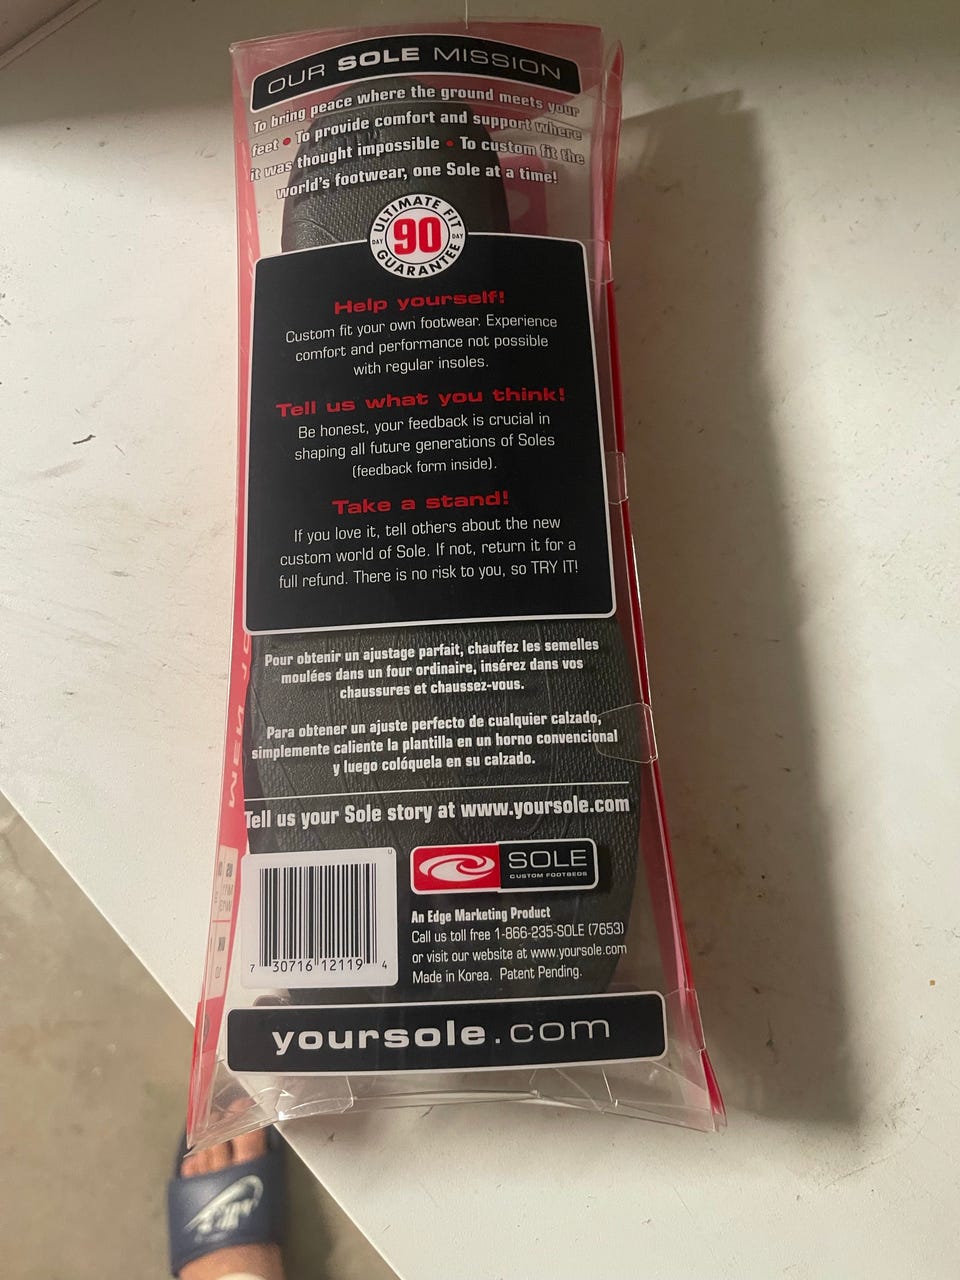 OUR SOLE MISSION
To bring peace where the ground meets your
feet • To provide comfort and support where
it was thought impossible • To custom fit the
world's footwear, one Sole at a time!
ULTIMATE FIT
DAY 90 DAY
GUARANTEE
Help yourself!
Custom fit your own footwear. Experience
comfort and performance not possible
with regular insoles.
Tell us what you think!
Be honest, your feedback is crucial in
shaping all future generations of Soles
(feedback form inside).
Take a stand!
If you love it, tell others about the new
custom world of Sole. If not, return it for a
full refund. There is no risk to you, so TRY IT!
Pour obtenir un ajustage parfait, chauffez les semelles
moulées dans un four ordinaire, insérez dans vos
chaussures et chaussez-vous.
Para obtener un ajuste perfecto de cualquier calzado,
simplemente caliente la plantilla en un horno convencional
y luego colóquela en su calzado.
Tell us your Sole story at www.yoursole.com
U
7 30716 12119 4
SOLE
CUSTOM FOOTBEDS
An Edge Marketing Product
Call us toll free 1-866-235-SOLE (7653)
or visit our website at www.yoursole.com
Made in Korea. Patent Pending.
yoursole.com